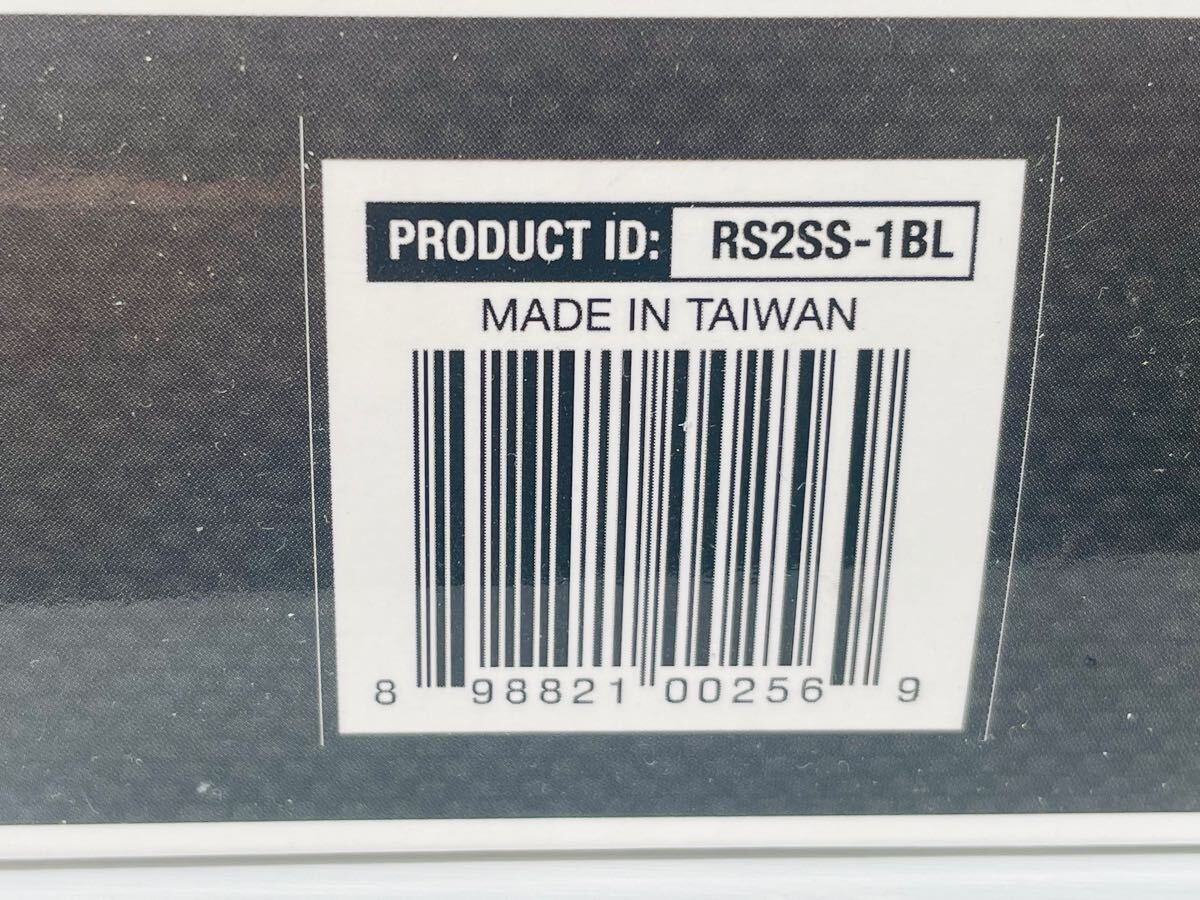 PRODUCT ID: RS2SS-1BL
MADE IN TAIWAN
8 98821 00256 9